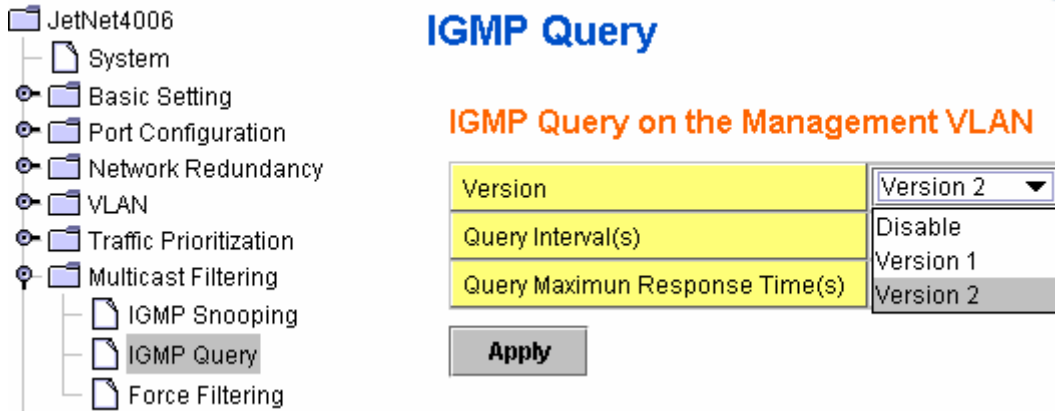 JetNet4006
System
Basic Setting
Port Configuration
Network Redundancy
VLAN
Traffic Prioritization
Multicast Filtering
IGMP Snooping
IGMP Query
Force Filtering
IGMP Query
IGMP Query on the Management VLAN
Version
Version 2
Query Interval(s)
Query Maximun Response Time(s)
Disable
Version 1
Version 2
Apply